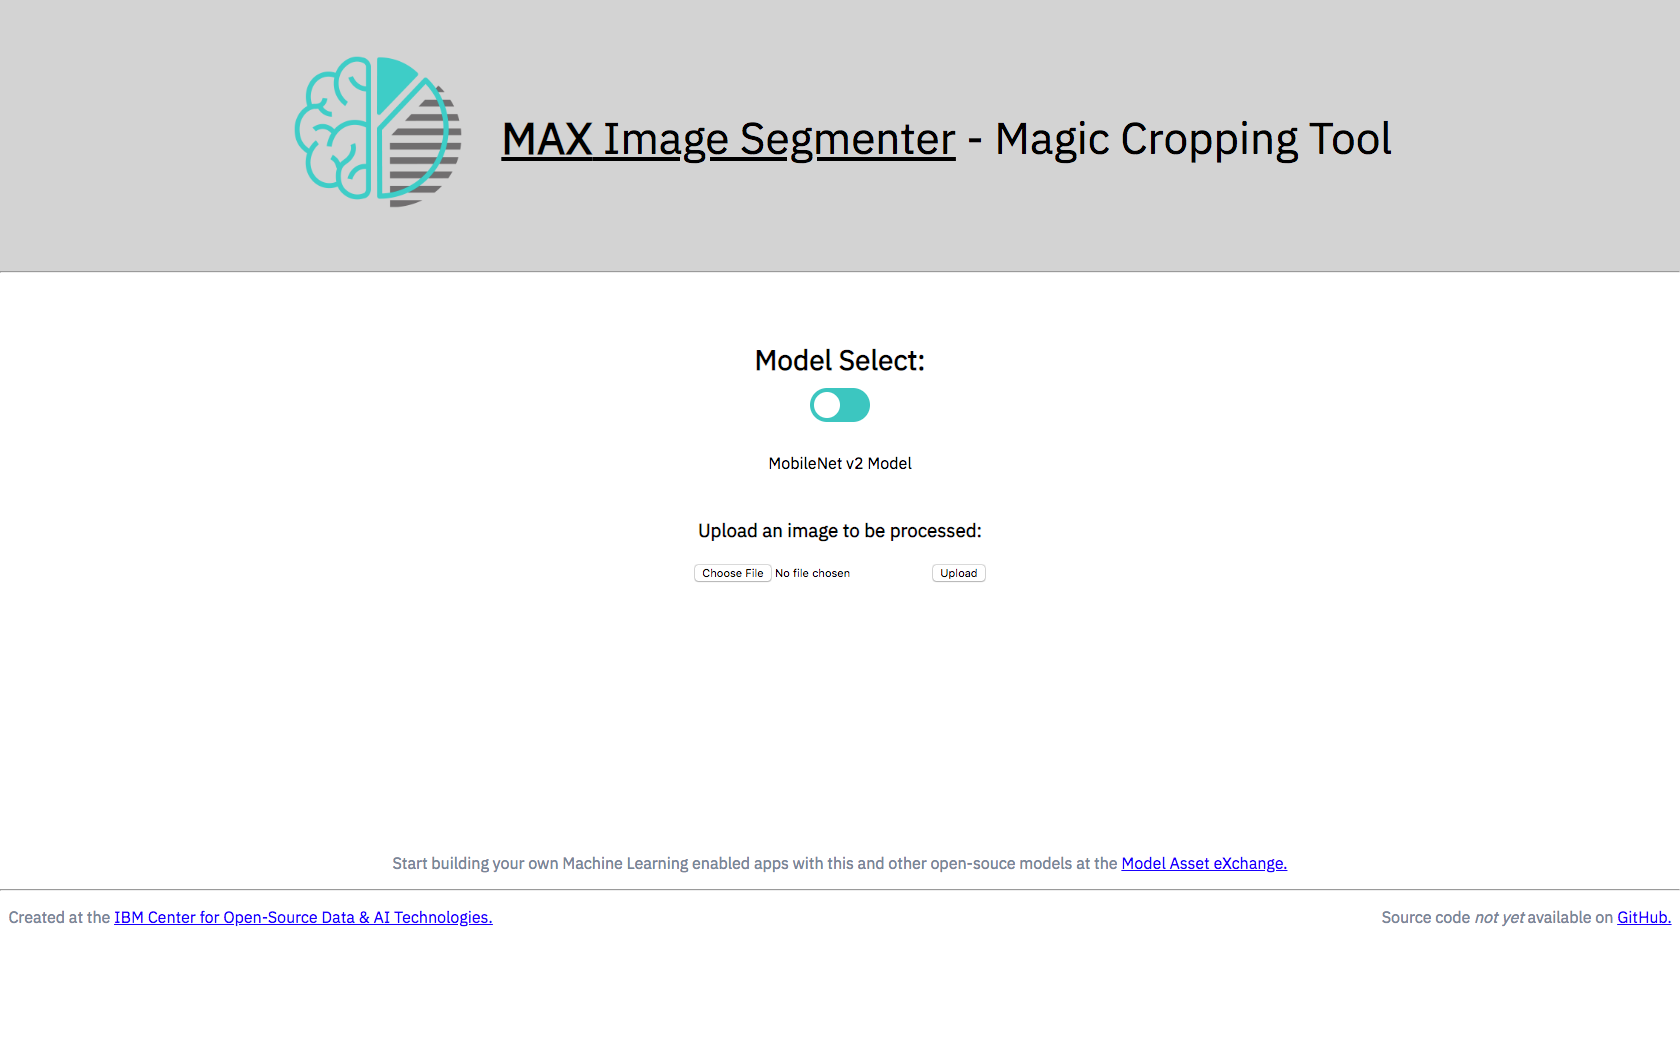 MAX Image Segmenter - Magic Cropping Tool
Model Select:
MobileNet v2 Model
Upload an image to be processed:
Choose File No file chosen Upload
Start building your own Machine Learning enabled apps with this and other open-souce models at the Model Asset eXchange.
Created at the IBM Center for Open-Source Data & AI Technologies. Source code not yet available on GitHub.